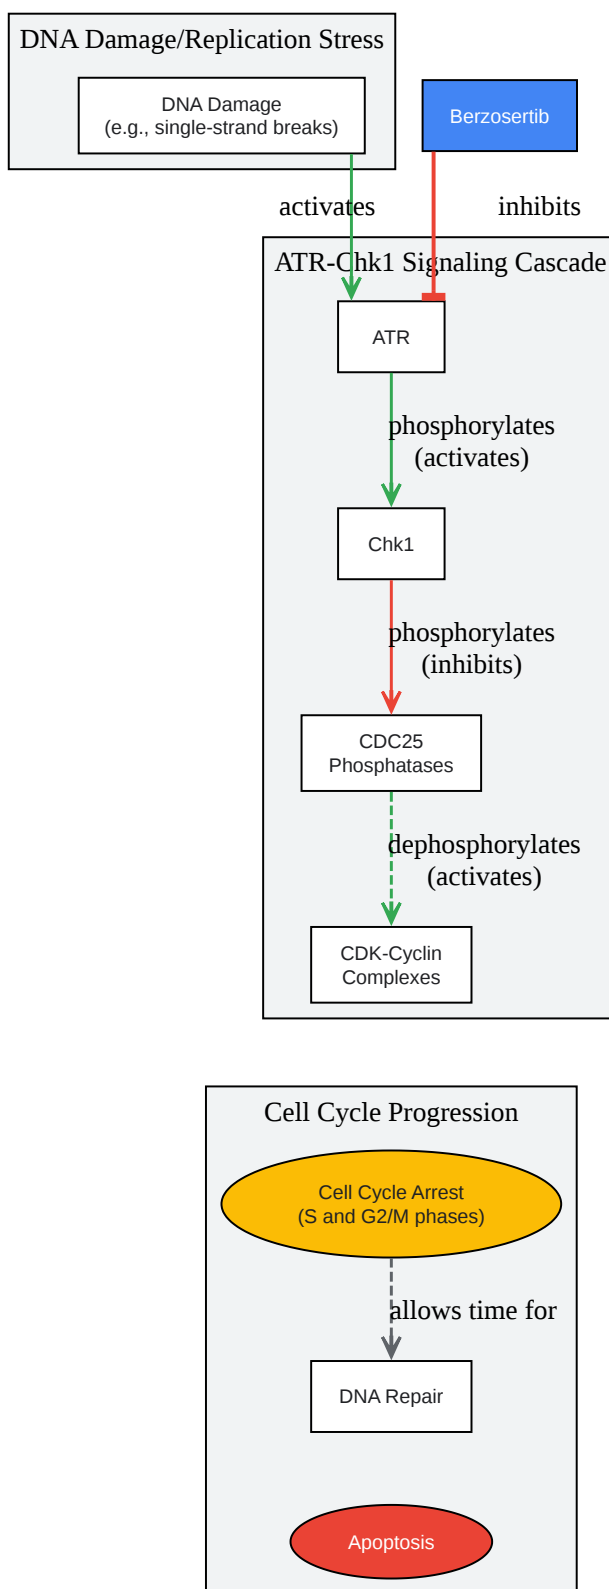 DNA Damage/Replication Stress
DNA Damage
(e.g., single-strand breaks)
Berzosertib
activates
inhibits
ATR-Chk1 Signaling Cascade
ATR
phosphorylates
(activates)
Chk1
phosphorylates
(inhibits)
CDC25
Phosphatases
dephosphorylates
(activates)
CDK-Cyclin
Complexes
Cell Cycle Progression
Cell Cycle Arrest
(S and G2/M phases)
allows time for
DNA Repair
Apoptosis